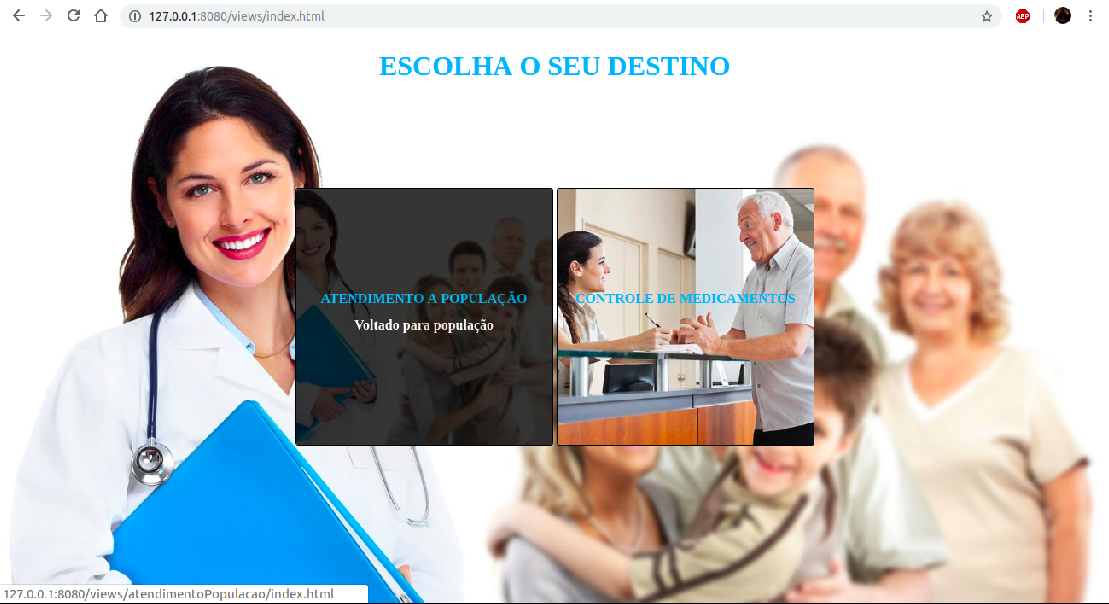 127.0.0.1:8080/views/index.html
ABP
ESCOLHA O SEU DESTINO
ATENDIMENTO A POPULAÇÃO
Voltado para população
CONTROLE DE MEDICAMENTOS
127.0.0.1:8080/views/atendimentoPopulacao/index.html